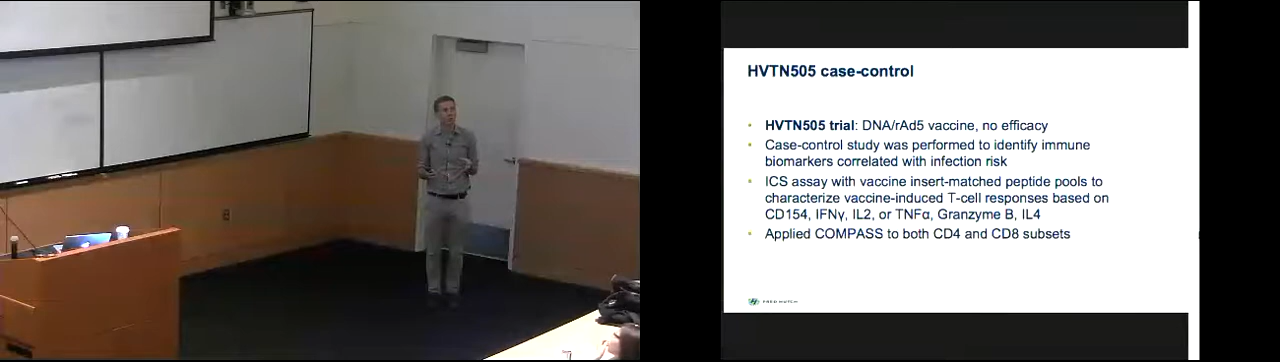 HVTN505 case-control
• HVTN505 trial: DNA/rAd5 vaccine, no efficacy
• Case-control study was performed to identify immune
biomarkers correlated with infection risk
• ICS assay with vaccine insert-matched peptide pools to
characterize vaccine-induced T-cell responses based on
CD154, IFNγ, IL2, or TNFα, Granzyme B, IL4
• Applied COMPASS to both CD4 and CD8 subsets
FRED HUTCH